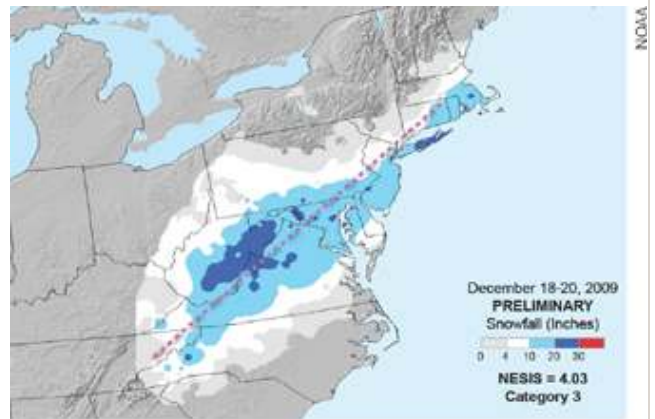 NOAA
December 18-20, 2009
PRELIMINARY
Snowfall (Inches)
0 4 10 20 30
NESIS = 4.03
Category 3